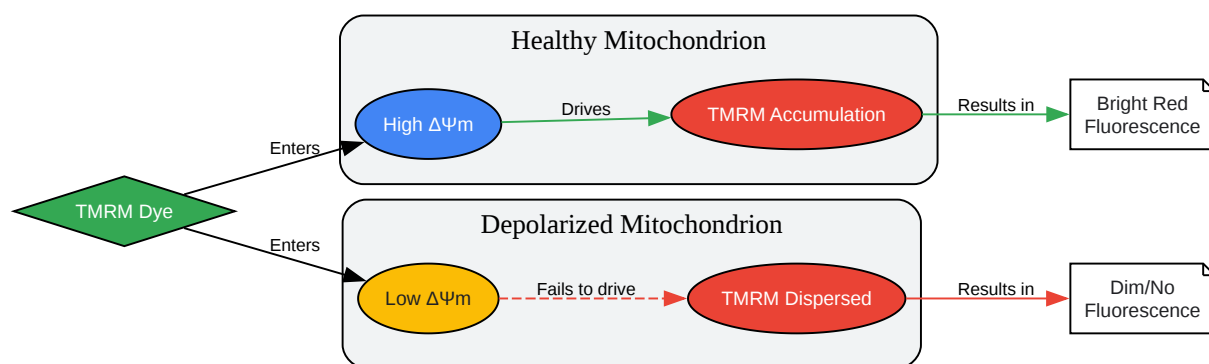 Healthy Mitochondrion
High ΔΨm
Drives
TMRM Accumulation
Results in
Bright Red
Fluorescence
Enters
TMRM Dye
Enters
Depolarized Mitochondrion
Low ΔΨm
Fails to drive
TMRM Dispersed
Results in
Dim/No
Fluorescence